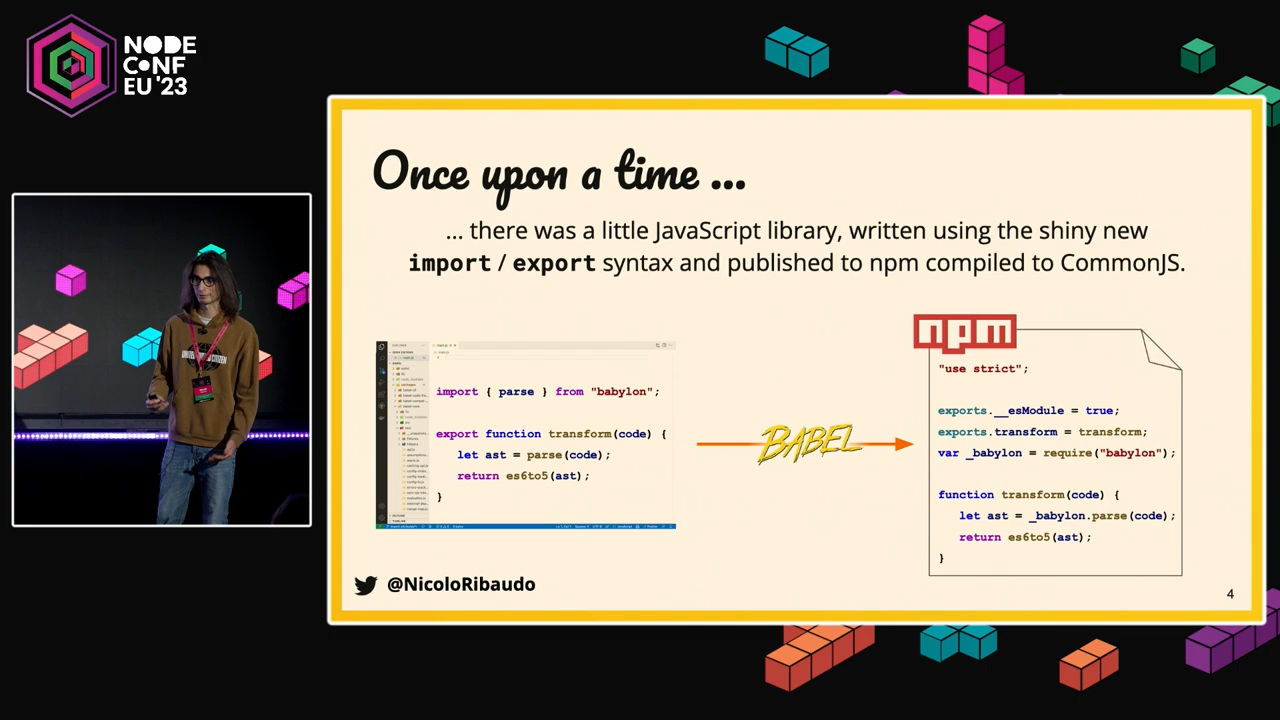 NODE
CONF
EU '23
Once upon a time ...
... there was a little JavaScript library, written using the shiny new
import / export syntax and published to npm compiled to CommonJS.
import { parse } from "babylon";
export function transform(code) {
let ast = parse(code);
return es6to5(ast);
}
BABEL
npm
"use strict";
exports.__esModule = true;
exports.transform = transform;
var _babylon = require("babylon");
function transform(code) {
let ast = _babylon.parse(code);
return es6to5(ast);
}
@NicoloRibaudo
4